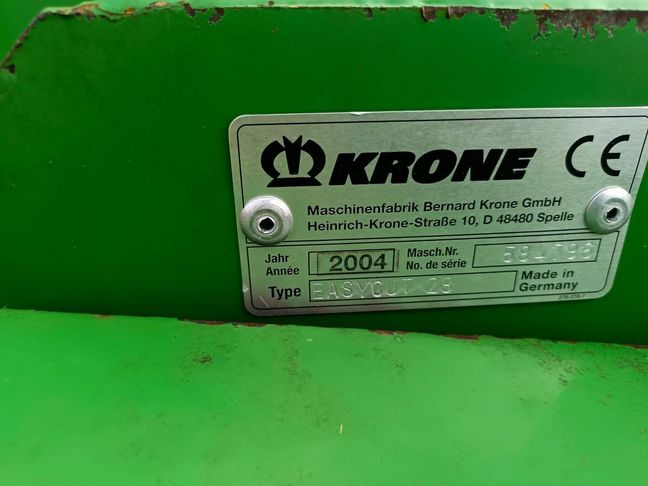 KRONE CE
Maschinenfabrik Bernard Krone GmbH
Heinrich-Krone-Straße 10, D 48480 Spelle
Jahr
Année
2004
Masch.Nr.
No. de série
Type
EASYCUT 28
Made in
Germany